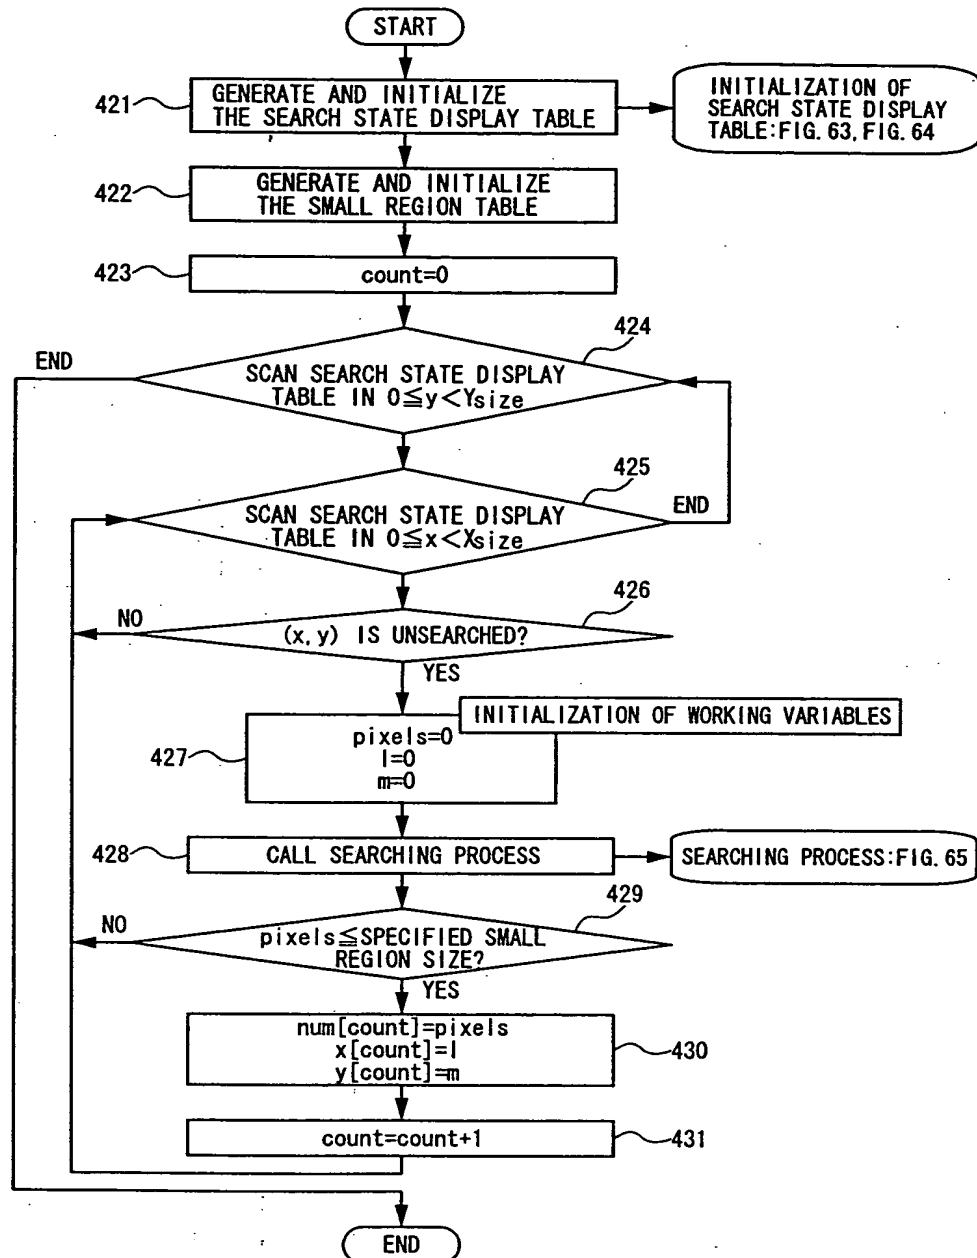 START
421
GENERATE AND INITIALIZE
THE SEARCH STATE DISPLAY TABLE
INITIALIZATION OF
SEARCH STATE DISPLAY
TABLE:FIG. 63, FIG. 64
422
GENERATE AND INITIALIZE
THE SMALL REGION TABLE
423
count=0
424
END
SCAN SEARCH STATE DISPLAY
TABLE IN 0≦y<Ysize
425
SCAN SEARCH STATE DISPLAY
TABLE IN 0≦x<Xsize
END
426
NO
(x, y) IS UNSEARCHED?
YES
INITIALIZATION OF WORKING VARIABLES
427
pixels=0
l=0
m=0
428
CALL SEARCHING PROCESS
SEARCHING PROCESS:FIG. 65
429
NO
pixels≦SPECIFIED SMALL
REGION SIZE?
YES
num[count]=pixels
x[count]=l
y[count]=m
430
count=count+1
431
END